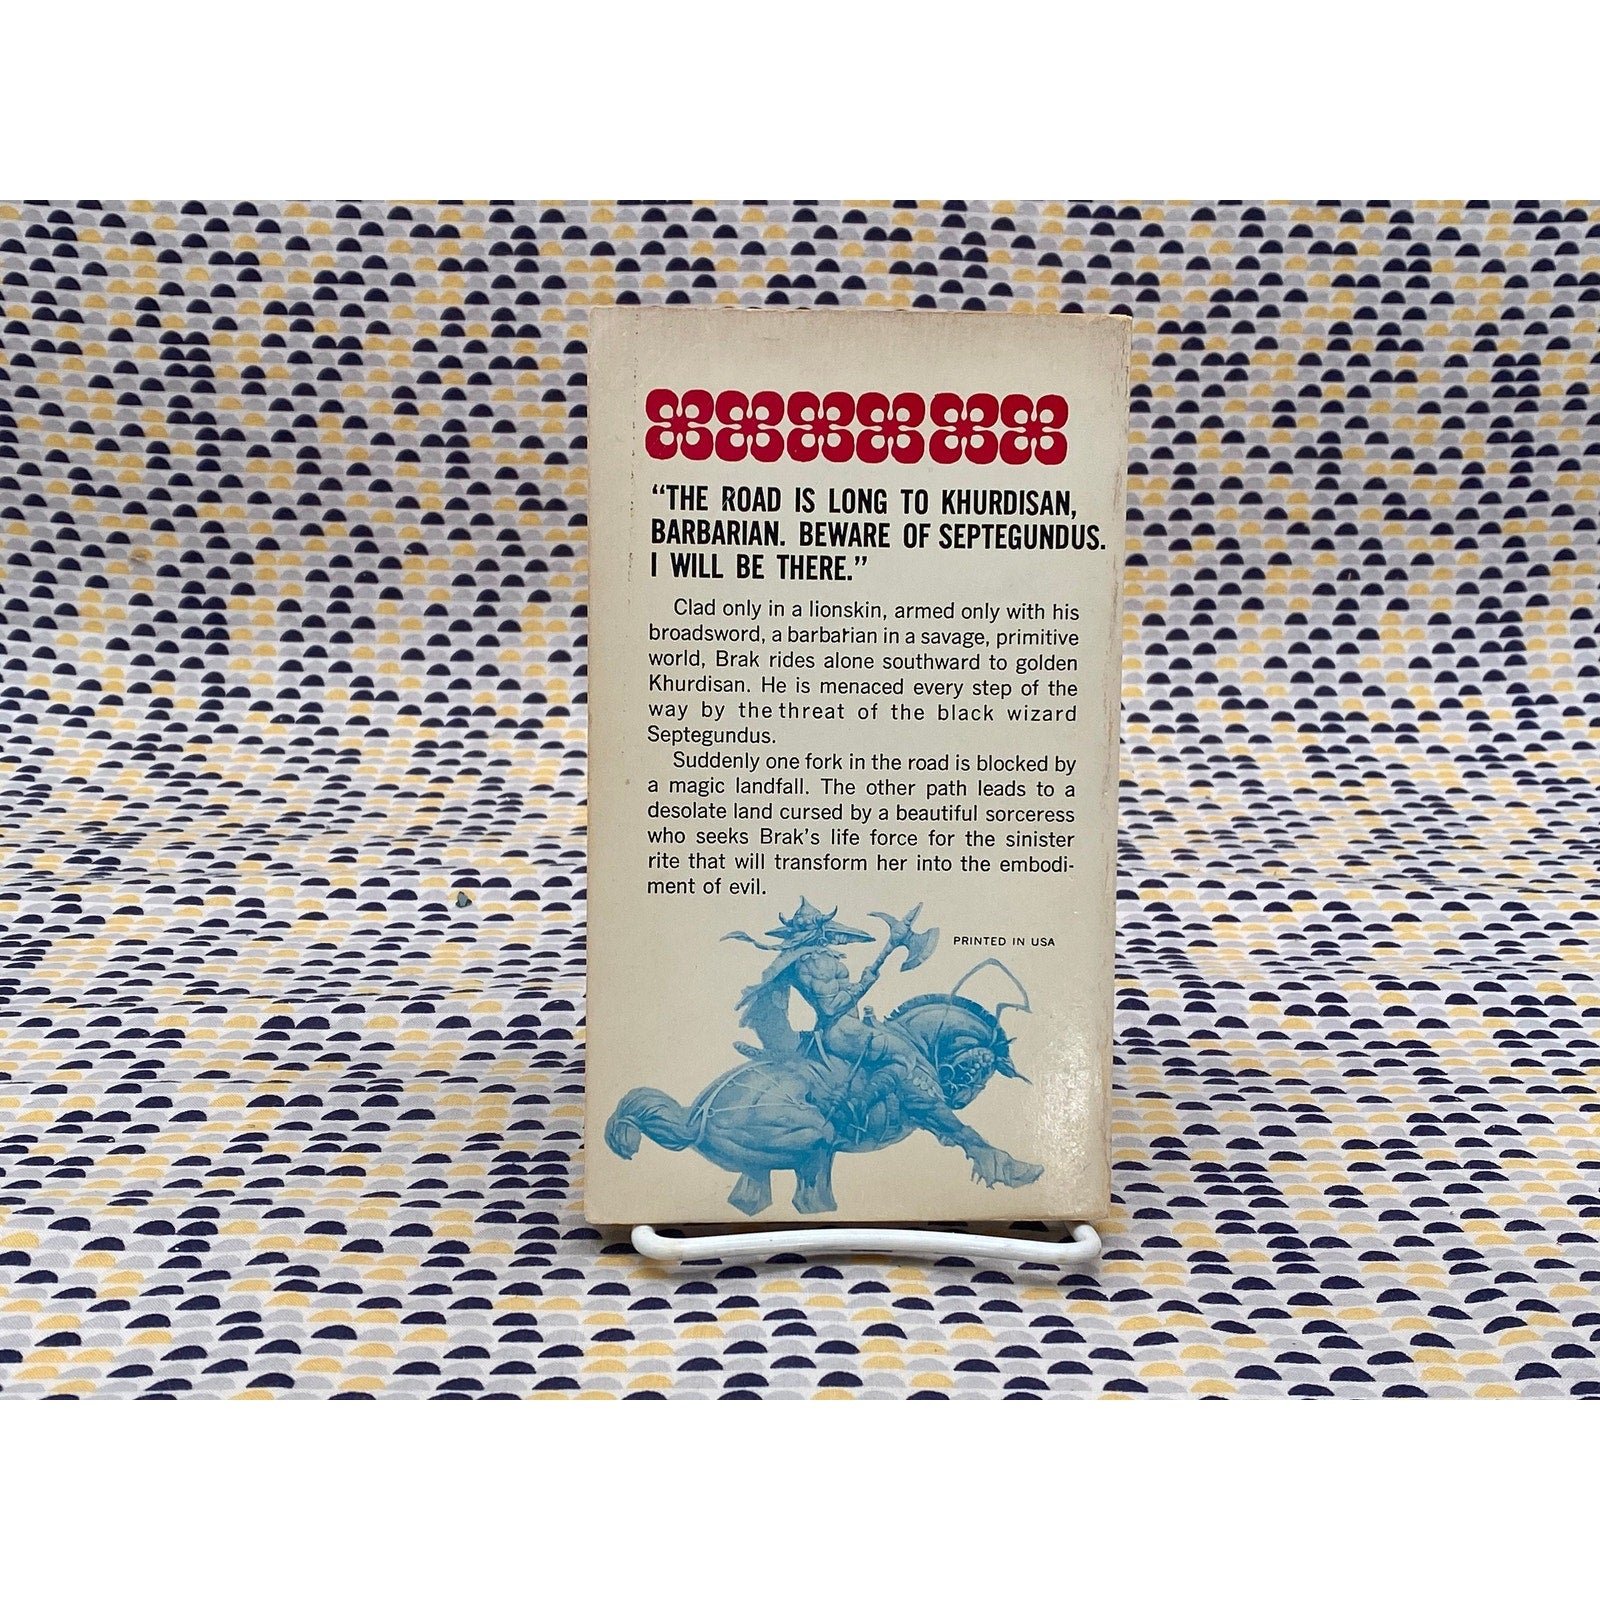 “THE ROAD IS LONG TO KHURDISAN,
BARBARIAN. BEWARE OF SEPTEGUNDUS.
I WILL BE THERE.”
Clad only in a lionskin, armed only with his
broadsword, a barbarian in a savage, primitive
world, Brak rides alone southward to golden
Khurdisan. He is menaced every step of the
way by the threat of the black wizard
Septegundus.
Suddenly one fork in the road is blocked by
a magic landfall. The other path leads to a
desolate land cursed by a beautiful sorceress
who seeks Brak’s life force for the sinister
rite that will transform her into the embodi-
ment of evil.
PRINTED IN USA